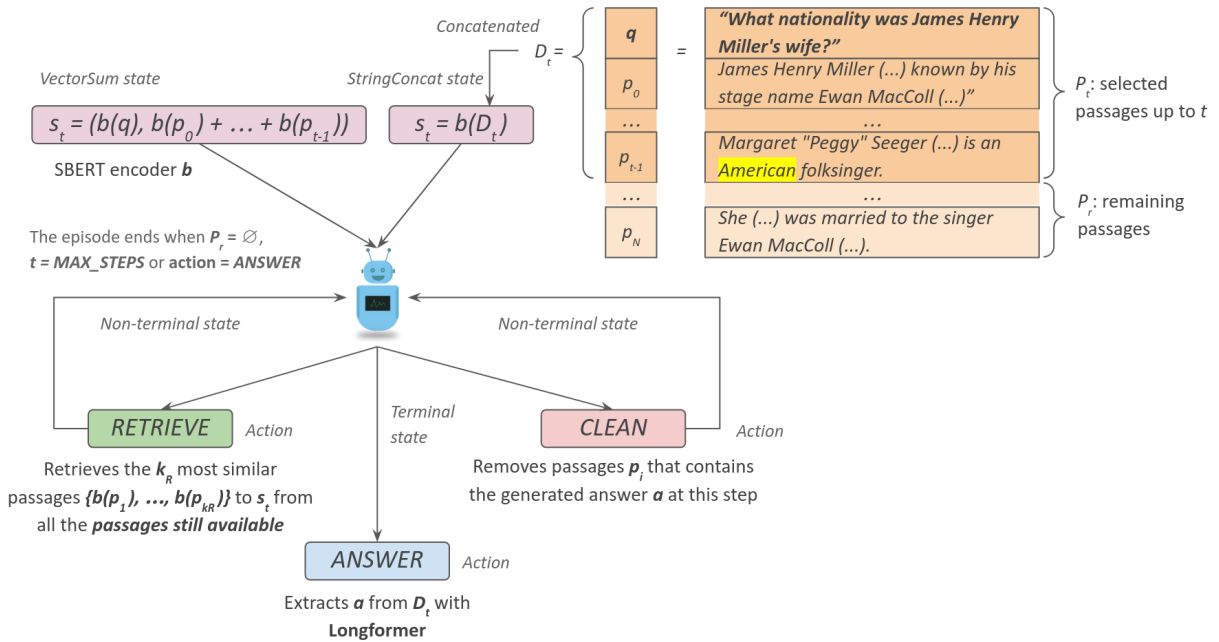 Concatenated
D_t =
q
=
“What nationality was James Henry
Miller's wife?”
p_0
James Henry Miller (...) known by his
stage name Ewan MacColl (...)”
...
...
p_t-1
Margaret "Peggy" Seeger (...) is an
American folksinger.
...
...
p_N
She (...) was married to the singer
Ewan MacColl (...).
P_t: selected
passages up to t
P_r: remaining
passages
VectorSum state
StringConcat state
s_t = (b(q), b(p_0) + ... + b(p_t-1))
s_t = b(D_t)
SBERT encoder b
The episode ends when P_r = ∅,
t = MAX_STEPS or action = ANSWER
Non-terminal state
Non-terminal state
RETRIEVE
Action
Terminal
state
CLEAN
Action
Retrieves the k_R most similar
passages {b(p_1), ..., b(p_kR)} to s_t from
all the passages still available
Removes passages p_i that contains
the generated answer a at this step
ANSWER
Action
Extracts a from D_t with
Longformer